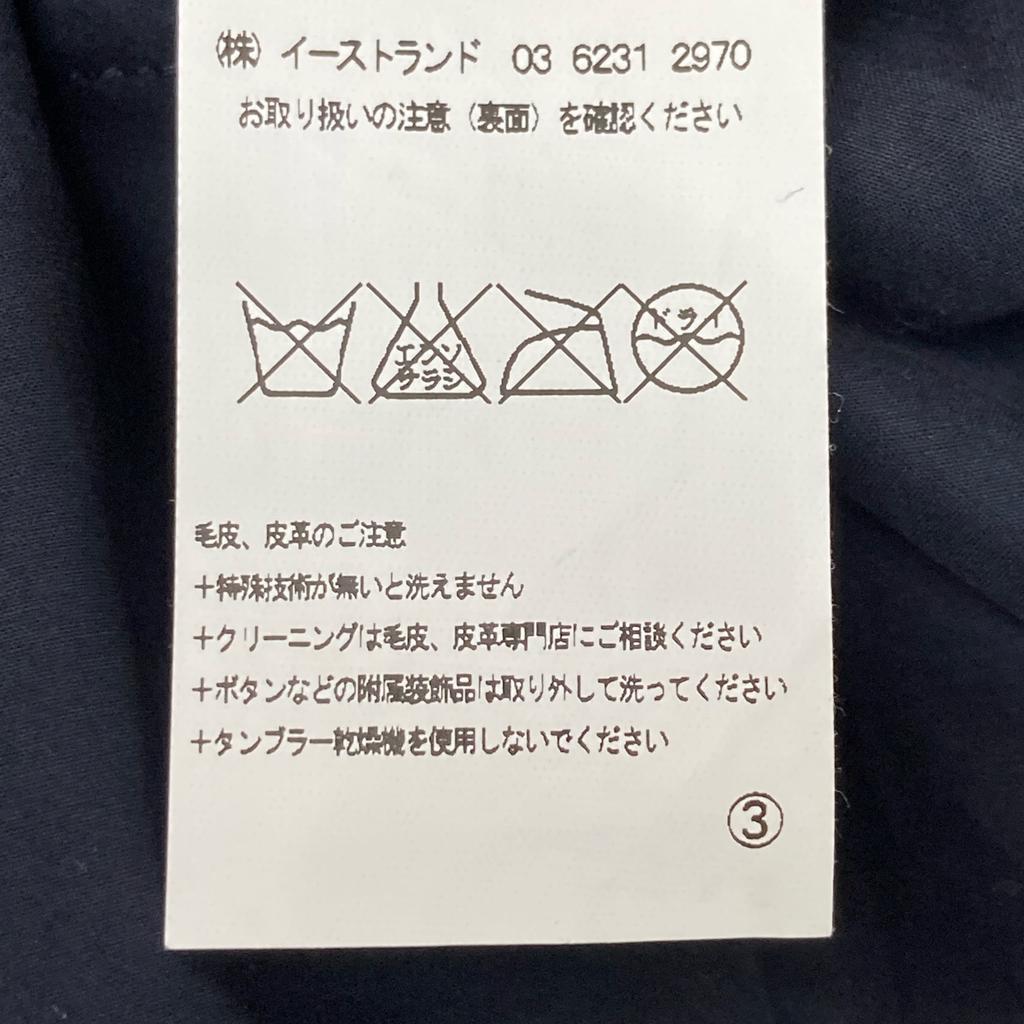 (株) イーストランド 03 6231 2970
お取り扱いの注意（裏面）を確認ください
エンソ
サラシ
ドライ
毛皮、皮革のご注意
＋特殊技術が無いと洗えません
＋クリーニングは毛皮、皮革専門店にご相談ください
＋ボタンなどの附属装飾品は取り外して洗ってください
＋タンブラー乾燥機を使用しないでください
③